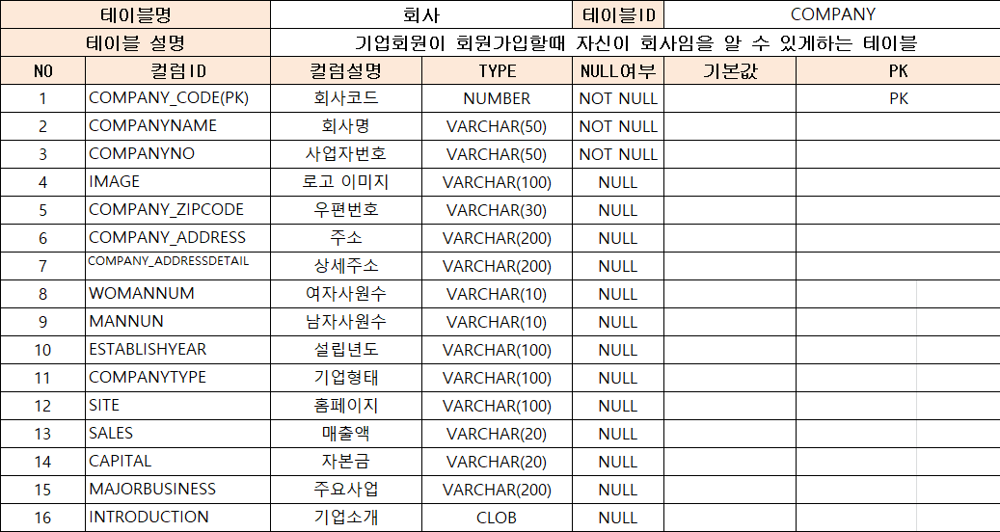 테이블명 회사 테이블ID COMPANY
테이블 설명 기업회원이 회원가입할때 자신이 회사임을 알 수 있게하는 테이블
NO 컬럼ID 컬럼설명 TYPE NULL여부 기본값 PK
1 COMPANY_CODE(PK) 회사코드 NUMBER NOT NULL PK
2 COMPANYNAME 회사명 VARCHAR(50) NOT NULL
3 COMPANYNO 사업자번호 VARCHAR(50) NOT NULL
4 IMAGE 로고 이미지 VARCHAR(100) NULL
5 COMPANY_ZIPCODE 우편번호 VARCHAR(30) NULL
6 COMPANY_ADDRESS 주소 VARCHAR(200) NULL
7 COMPANY_ADDRESSDETAIL 상세주소 VARCHAR(200) NULL
8 WOMANNUM 여자사원수 VARCHAR(10) NULL
9 MANNUN 남자사원수 VARCHAR(10) NULL
10 ESTABLISHYEAR 설립년도 VARCHAR(100) NULL
11 COMPANYTYPE 기업형태 VARCHAR(100) NULL
12 SITE 홈페이지 VARCHAR(100) NULL
13 SALES 매출액 VARCHAR(20) NULL
14 CAPITAL 자본금 VARCHAR(20) NULL
15 MAJORBUSINESS 주요사업 VARCHAR(200) NULL
16 INTRODUCTION 기업소개 CLOB NULL